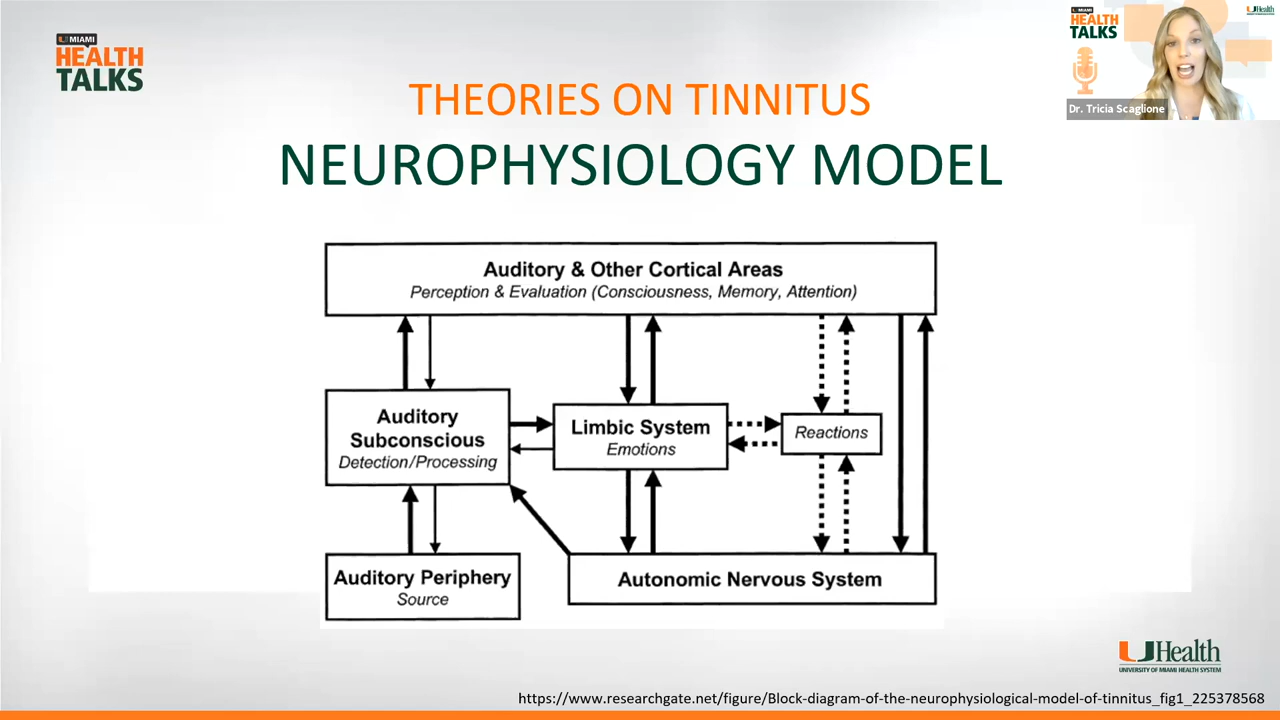 U MIAMI
HEALTH
TALKS
THEORIES ON TINNITUS
NEUROPHYSIOLOGY MODEL
U MIAMI
HEALTH
TALKS
UHealth
Dr. Tricia Scaglione
Auditory & Other Cortical Areas
Perception & Evaluation (Consciousness, Memory, Attention)
Auditory
Subconscious
Detection/Processing
Limbic System
Emotions
Reactions
Auditory Periphery
Source
Autonomic Nervous System
UHealth
UNIVERSITY OF MIAMI HEALTH SYSTEM
https://www.researchgate.net/figure/Block-diagram-of-the-neurophysiological-model-of-tinnitus_fig1_225378568